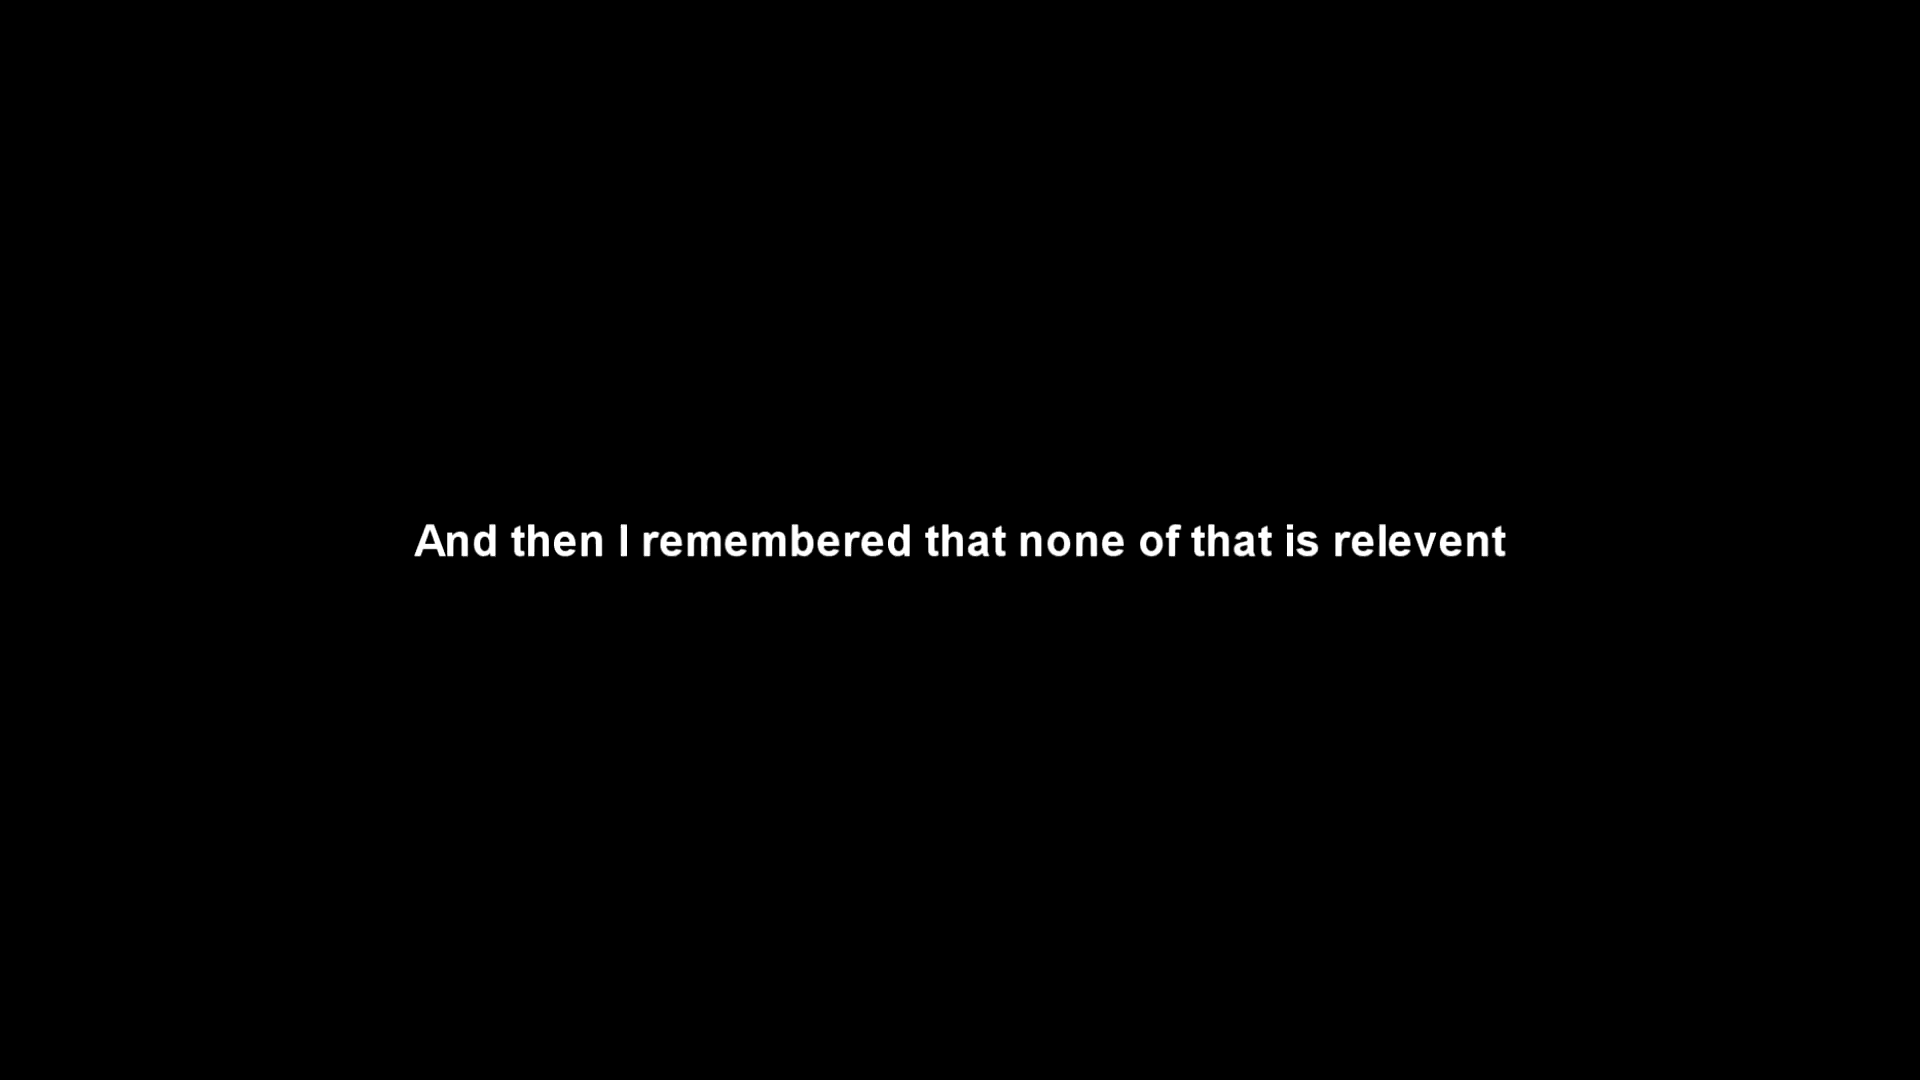 And then I remembered that none of that is relevent